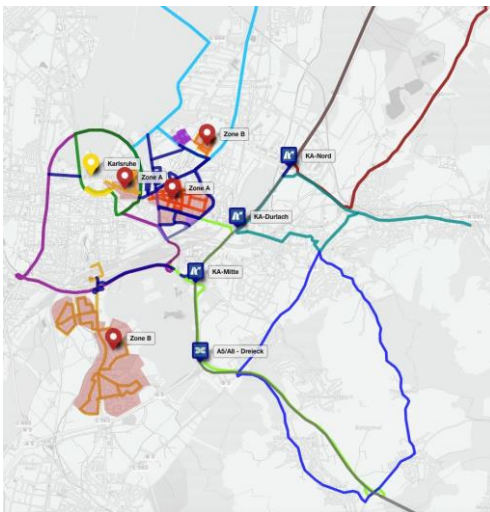 Zone B
Karlsruhe
KA-Nord
Zone A
Zone A
KA-Durlach
KA-Mitte
Zone B
A5/A8 - Dreieck